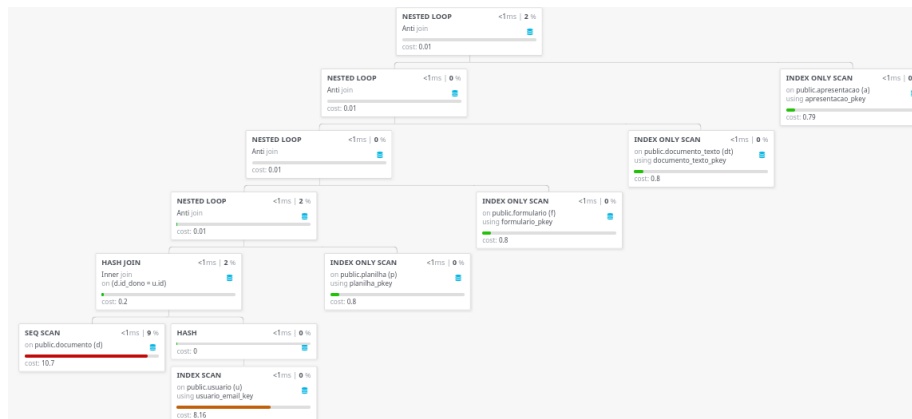 NESTED LOOP <1ms | 2 %
Anti join
cost: 0.01
NESTED LOOP <1ms | 0 %
Anti join
cost: 0.01
INDEX ONLY SCAN <1ms | 0
on public.apresentacao (a)
using apresentacao_pkey
cost: 0.79
NESTED LOOP <1ms | 0 %
Anti join
cost: 0.01
INDEX ONLY SCAN <1ms | 0 %
on public.documento_texto (dt)
using documento_texto_pkey
cost: 0.8
NESTED LOOP <1ms | 2 %
Anti join
cost: 0.01
INDEX ONLY SCAN <1ms | 0 %
on public.formulario (f)
using formulario_pkey
cost: 0.8
HASH JOIN <1ms | 2 %
Inner join
on (d.id_dono = u.id)
cost: 0.2
INDEX ONLY SCAN <1ms | 0 %
on public.planilha (p)
using planilha_pkey
cost: 0.8
SEQ SCAN <1ms | 9 %
on public.documento (d)
cost: 10.7
HASH <1ms | 0 %
cost: 0
INDEX SCAN <1ms | 0 %
on public.usuario (u)
using usuario_email_key
cost: 8.16